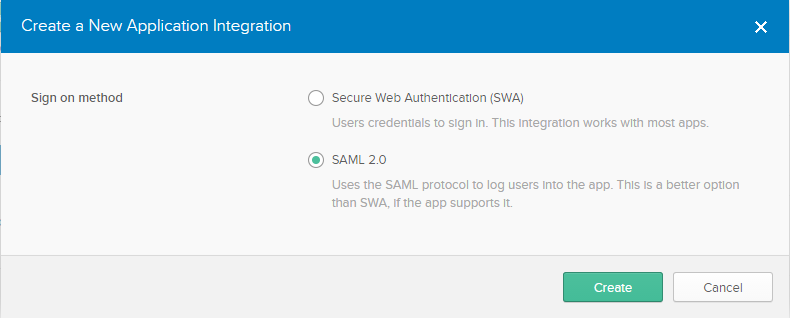 Create a New Application Integration
Sign on method
Secure Web Authentication (SWA)
Users credentials to sign in. This integration works with most apps.
SAML 2.0
Uses the SAML protocol to log users into the app. This is a better option
than SWA, if the app supports it.
Create
Cancel